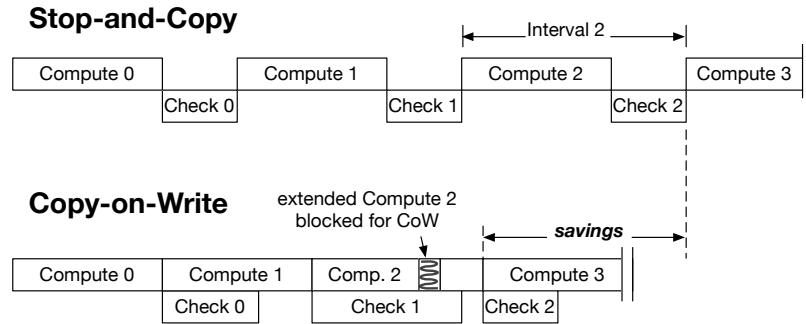 Stop-and-Copy
Interval 2
Compute 0
Compute 1
Compute 2
Compute 3
Check 0
Check 1
Check 2
Copy-on-Write
extended Compute 2
blocked for CoW
savings
Compute 0
Compute 1
Comp. 2
Compute 3
Check 0
Check 1
Check 2